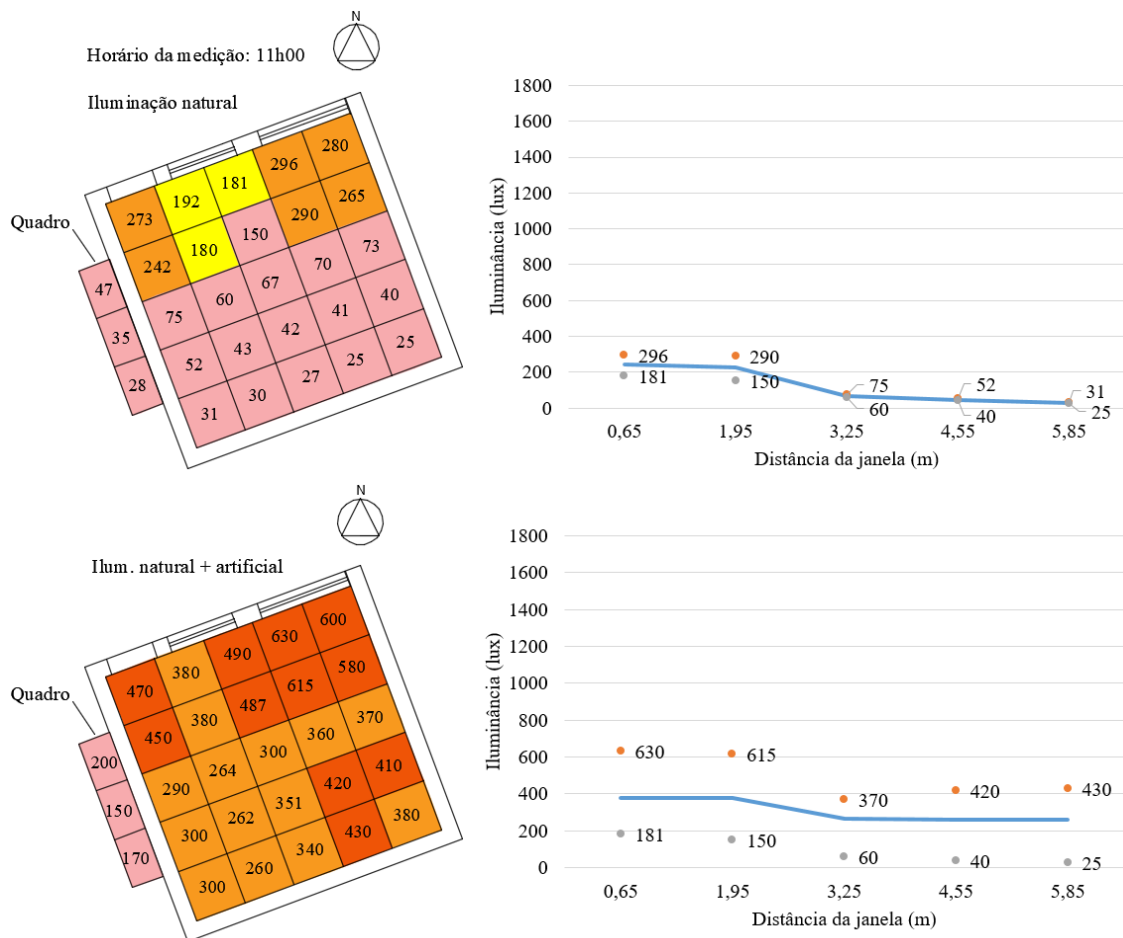 N
Horário da medição: 11h00
Iluminação natural
Quadro
273 192 181 296 280
242 180 150 290 265
75 60 67 70 73
52 43 42 41 40
31 30 27 25 25
47
35
28
Iluminância (lux)
1800
1600
1400
1200
1000
800
600
400
200
0
296 290 75 52 31
181 150 60 40 25
0,65 1,95 3,25 4,55 5,85
Distância da janela (m)
N
Ilum. natural + artificial
Quadro
470 380 490 630 600
450 380 487 615 580
290 264 300 360 370
300 262 351 420 410
300 260 340 430 380
200
150
170
Iluminância (lux)
1800
1600
1400
1200
1000
800
600
400
200
0
630 615 370 420 430
181 150 60 40 25
0,65 1,95 3,25 4,55 5,85
Distância da janela (m)